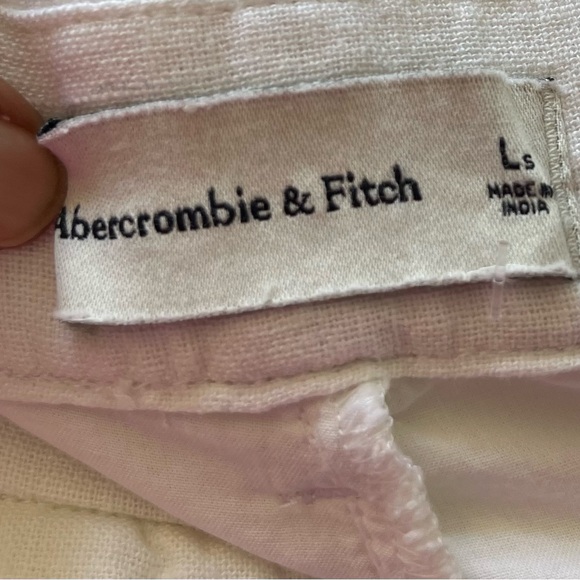 Abercrombie & Fitch
Ls
MADE IN
INDIA